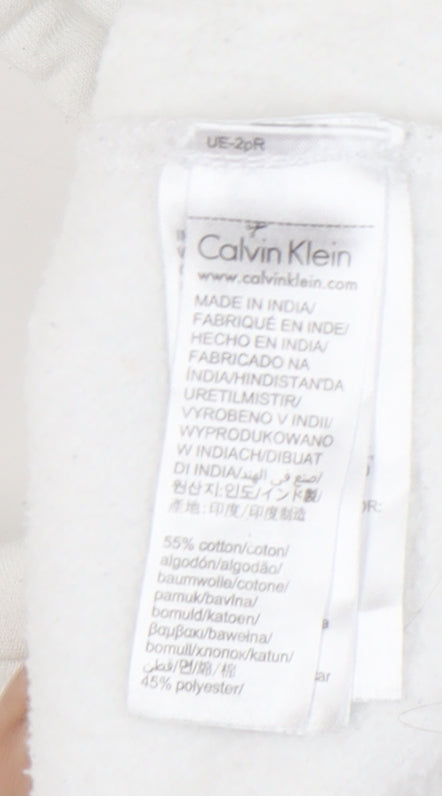 UE-2pR
Calvin Klein
www.calvinklein.com
MADE IN INDIA/
FABRIQUÉ EN INDE/
HECHO EN INDIA/
FABRICADO NA
ÍNDIA/HINDISTAN'DA
URETILMISTIR/
VYROBENO V INDII/
WYPRODUKOWANO
W INDIACH/DIBUAT
DI INDIA/صنع في الهند/
원산지:인도/インド製/
產地:印度/印度制造
55% cotton/coton/
algodón/algodão/
baumwolle/cotone/
pamuk/bavlna/
bomuld/katoen/
βαμβακι/bawełna/
bomull/хлопок/katun/
قطن/면/綿/棉
45% polyester/